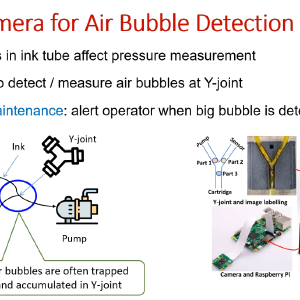 mera for Air Bubble Detection
s in ink tube affect pressure measurement
o detect / measure air bubbles at Y-joint
aintenance: alert operator when big bubble is dete
Ink
Y-joint
Pump
r bubbles are often trapped
and accumulated in Y-joint
Pump
Sensor
Part 1
Part 2
Part 3
Cartridge
Y-joint and image labelling
Camera and Raspberry Pi